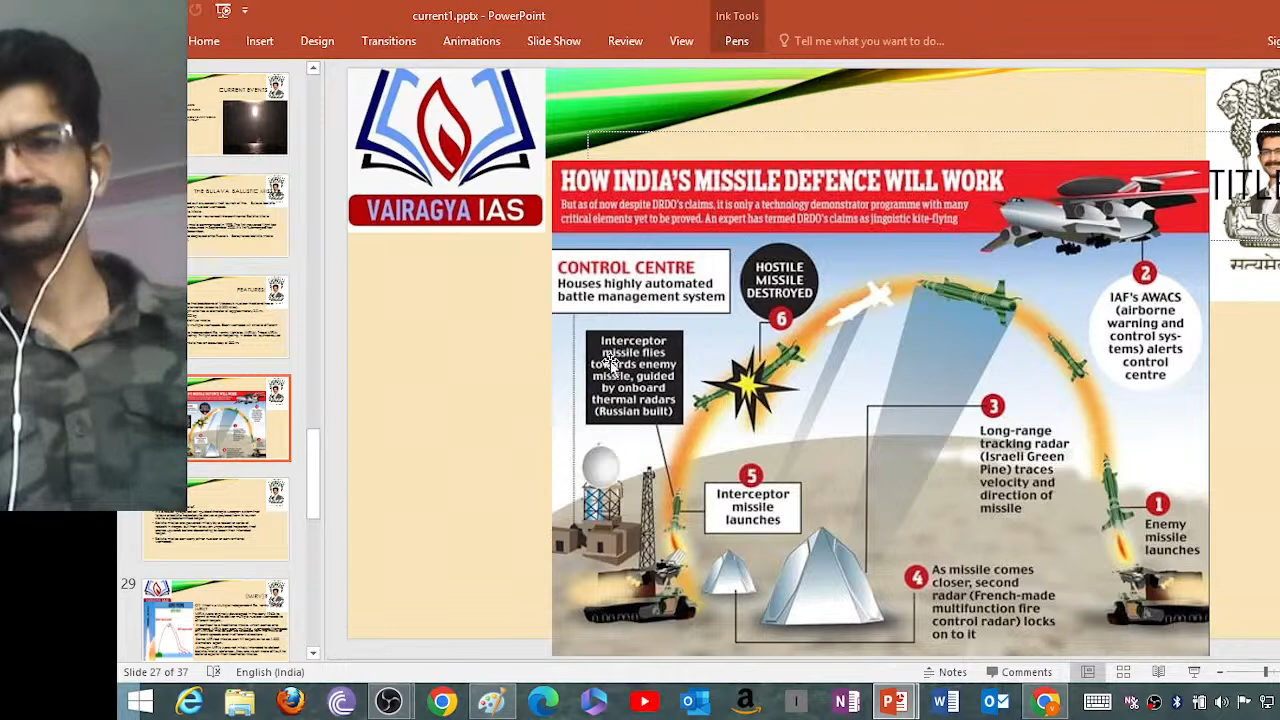 current1.pptx - PowerPoint
Ink Tools
Home Insert Design Transitions Animations Slide Show Review View Pens Tell me what you want to do...
CURRENT EVENTS
FEATURES:
29
VAIRAGYA IAS
HOW INDIA'S MISSILE DEFENCE WILL WORK
But as of now despite DRDO's claims, it is only a technology demonstrator programme with many
critical elements yet to be proved. An expert has termed DRDO's claims as jingoistic kite-flying
TITLE
सत्यमे
CONTROL CENTRE
Houses highly automated
battle management system
HOSTILE
MISSILE
DESTROYED
6
Interceptor
missile flies
towards enemy
missile, guided
by onboard
thermal radars
(Russian built)
2
IAF's AWACS
(airborne
warning and
control sys-
tems) alerts
control
centre
3
Long-range
tracking radar
(Israeli Green
Pine) traces
velocity and
direction of
missile
5
Interceptor
missile
launches
1
Enemy
missile
launches
4
As missile comes
closer, second
radar (French-made
multifunction fire
control radar) locks
on to it
Slide 27 of 37 English (India) Notes Comments